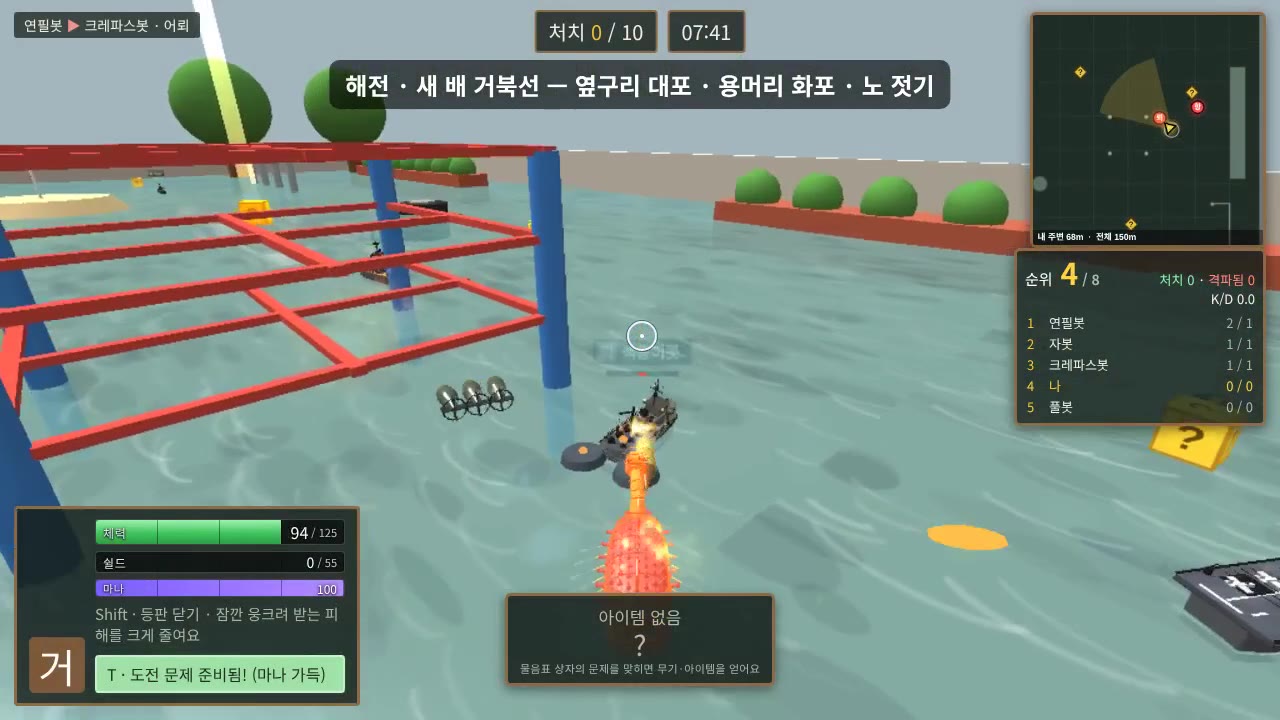 연필봇 ▶ 크레파스봇 · 어뢰
처치 0 / 10
07:41
해전 · 새 배 거북선 — 옆구리 대포 · 용머리 화포 · 노 젓기
내 주변 68m · 전체 150m
순위 4 / 8
처치 0 · 격파됨 0
K/D 0.0
1 연필봇 2 / 1
2 자봇 1 / 1
3 크레파스봇 1 / 1
4 나 0 / 0
5 풀봇 0 / 0
?
체력 94 / 125
쉴드 0 / 55
마나 100
Shift · 등판 닫기 · 잠깐 웅크려 받는 피
해를 크게 줄여요
거
T · 도전 문제 준비됨! (마나 가득)
아이템 없음
?
물음표 상자의 문제를 맞히면 무기·아이템을 얻어요